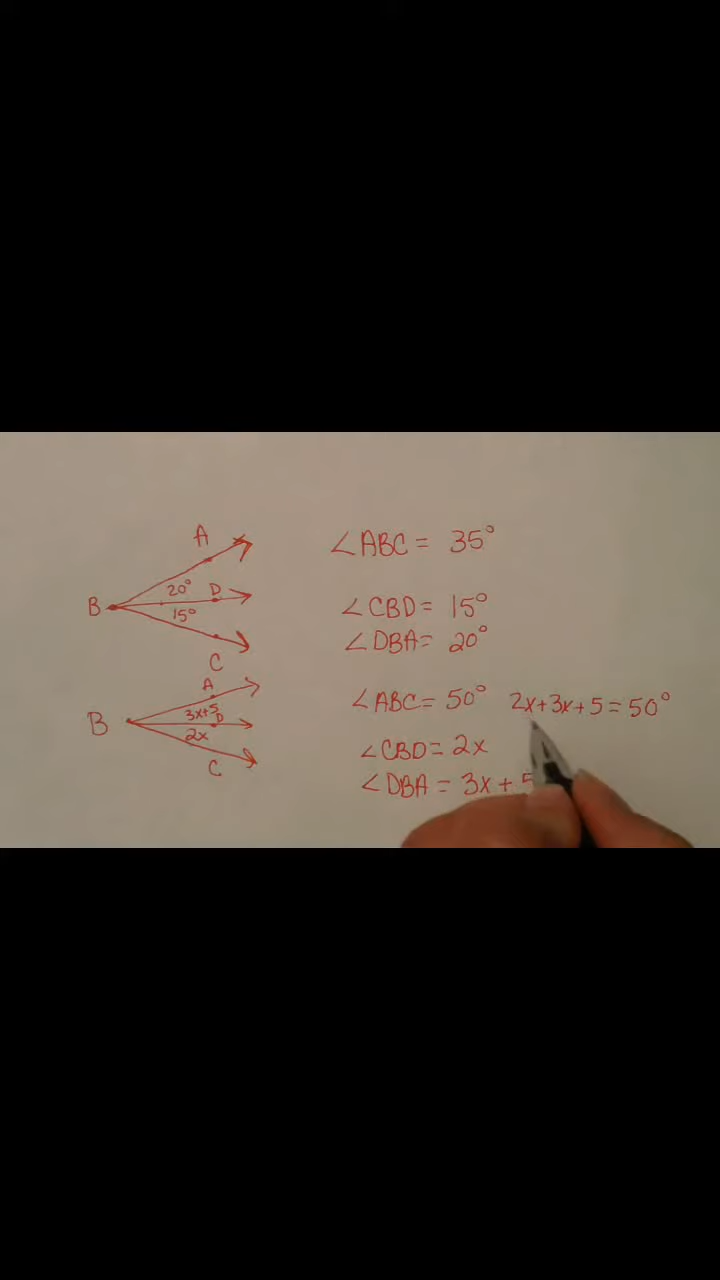 A
20° D
B
15°
C
∠ABC = 35°
∠CBD = 15°
∠DBA = 20°
A
3x+5
B D
2x
C
∠ABC = 50° 2x+3x+5=50°
∠CBD = 2x
∠DBA = 3x+5